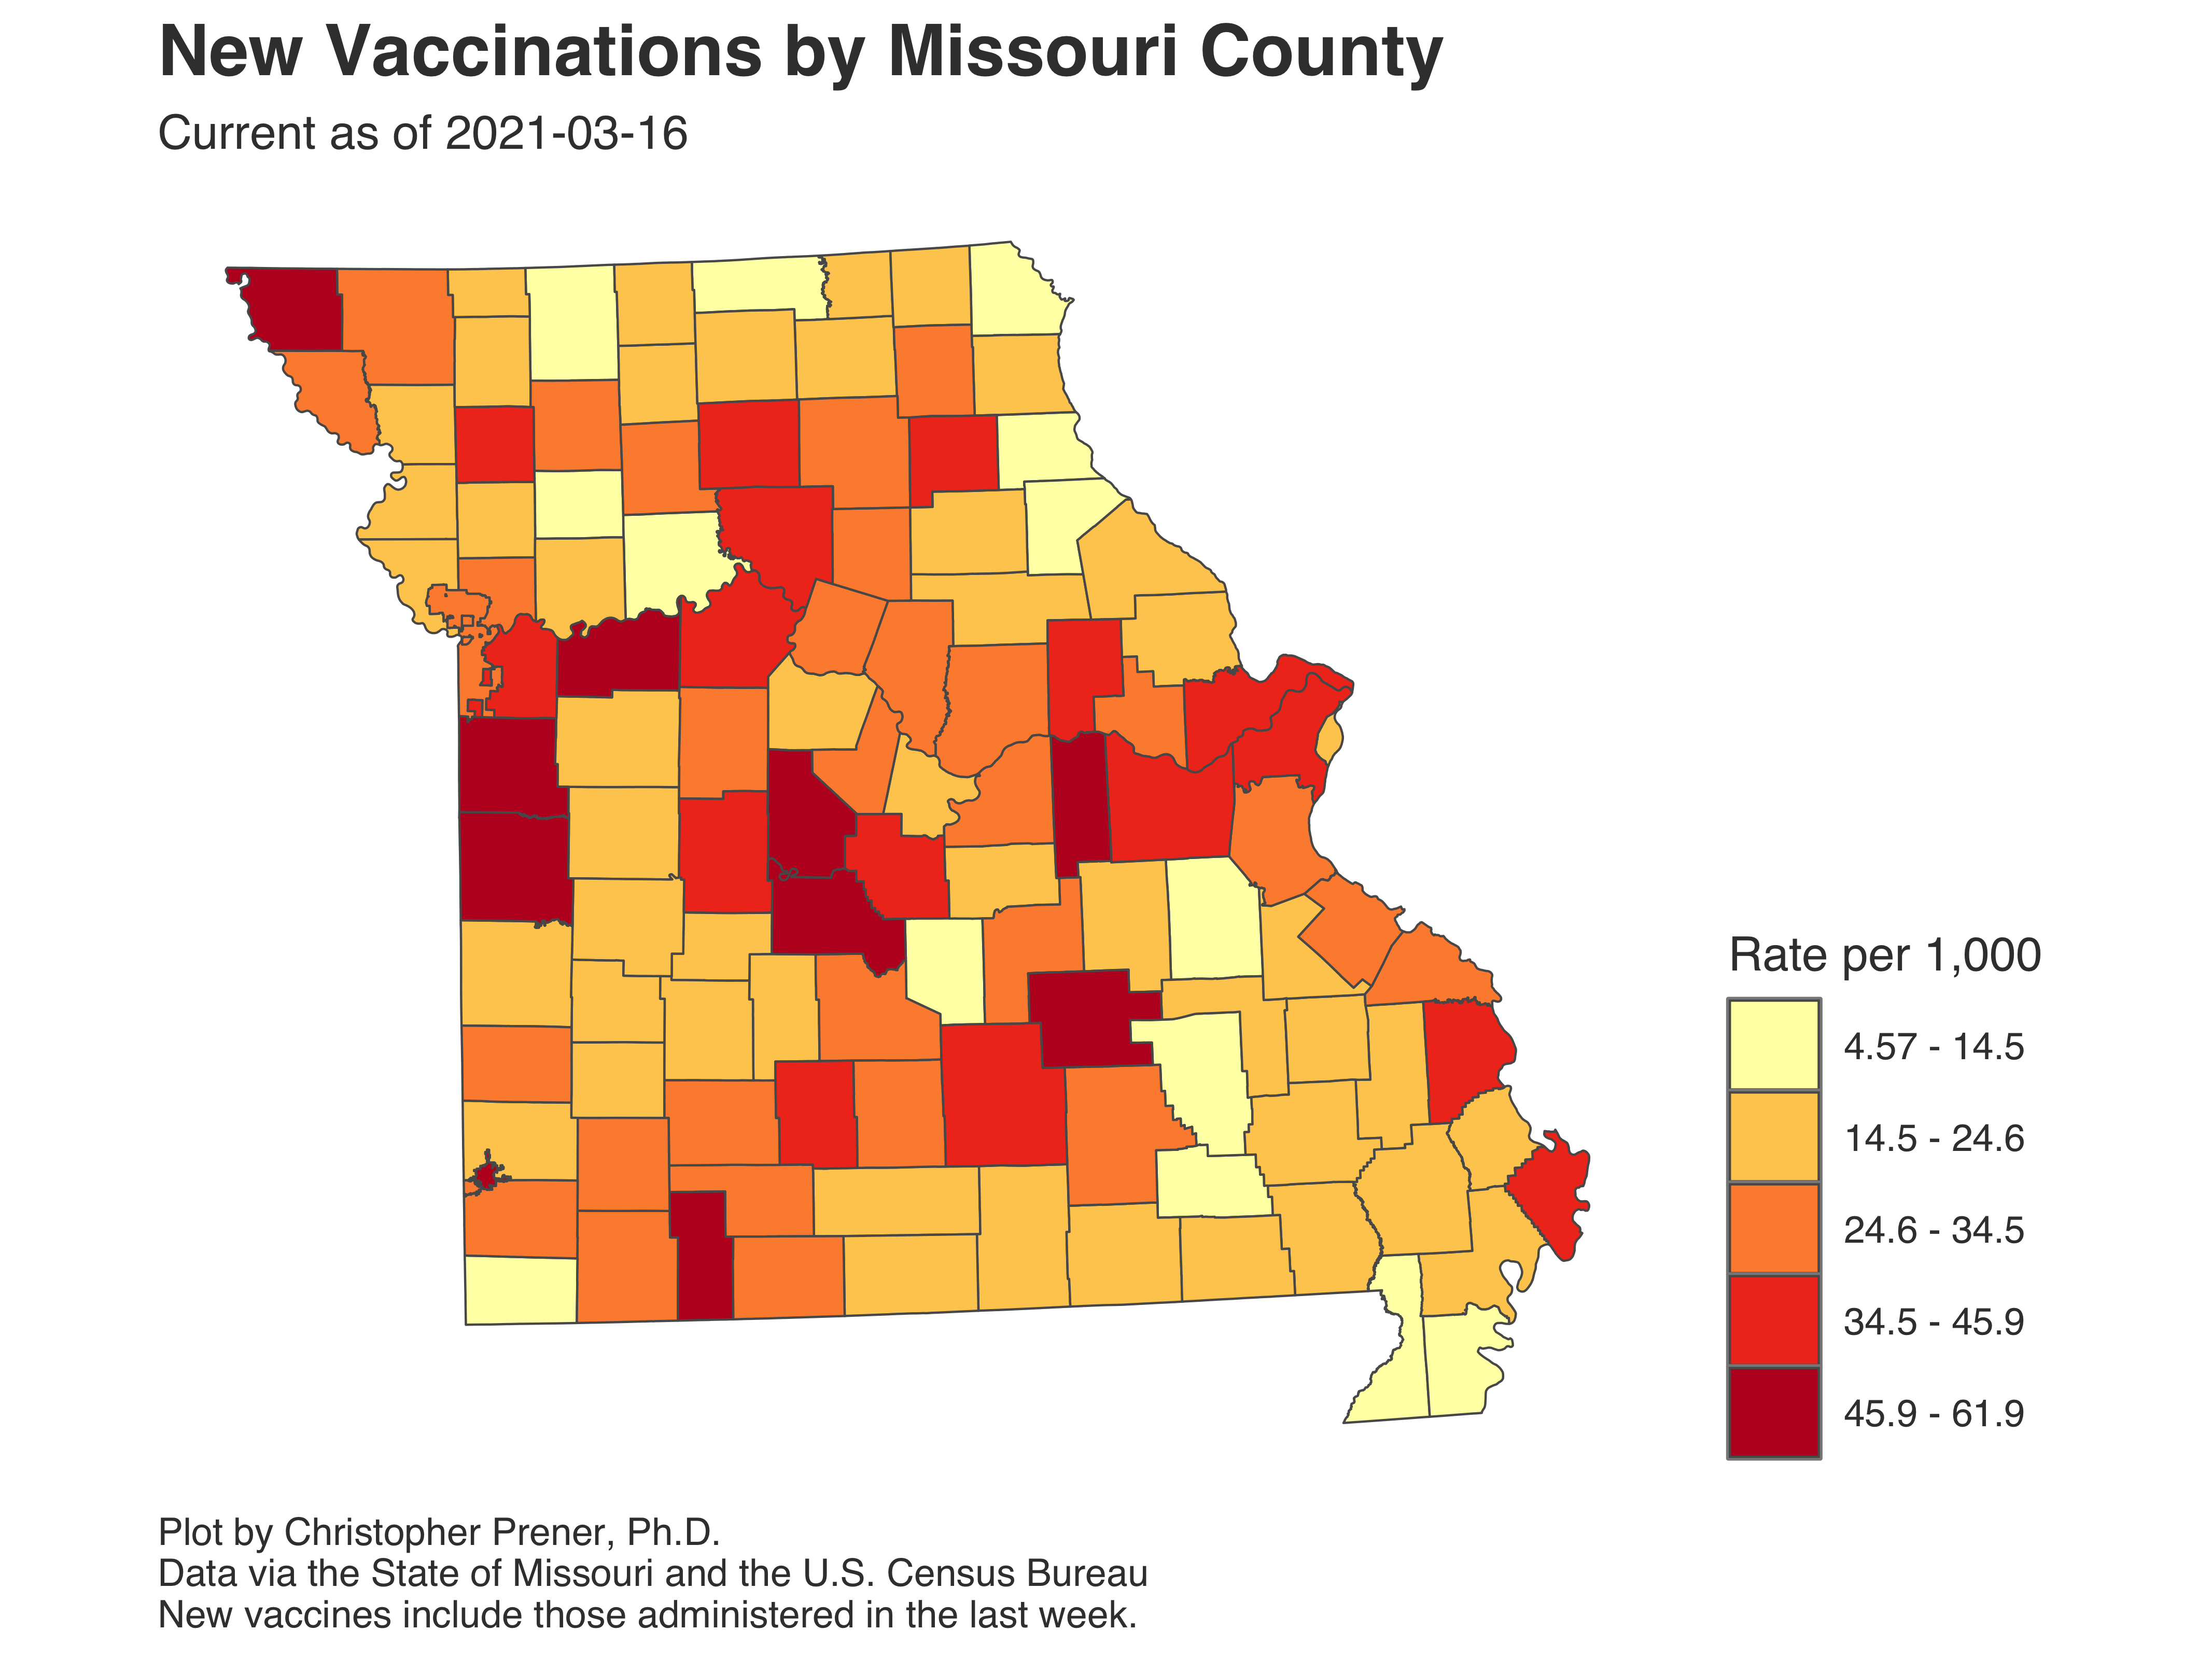 New Vaccinations by Missouri County
Current as of 2021-03-16
Rate per 1,000
4.57 - 14.5
14.5 - 24.6
24.6 - 34.5
34.5 - 45.9
45.9 - 61.9
Plot by Christopher Prener, Ph.D.
Data via the State of Missouri and the U.S. Census Bureau
New vaccines include those administered in the last week.